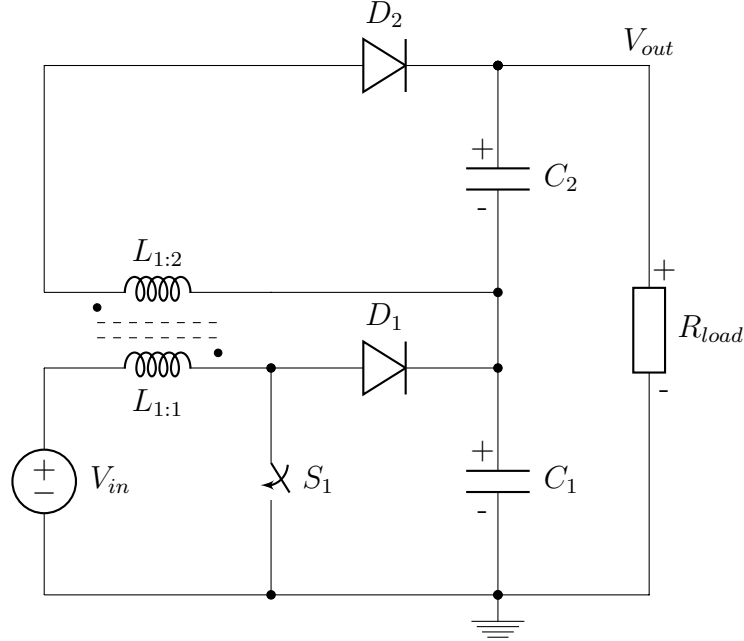 D2
Vout
+
C2
-
L1:2
+
D1
Rload
L1:1
-
+
+
Vin
S1
C1
−
-